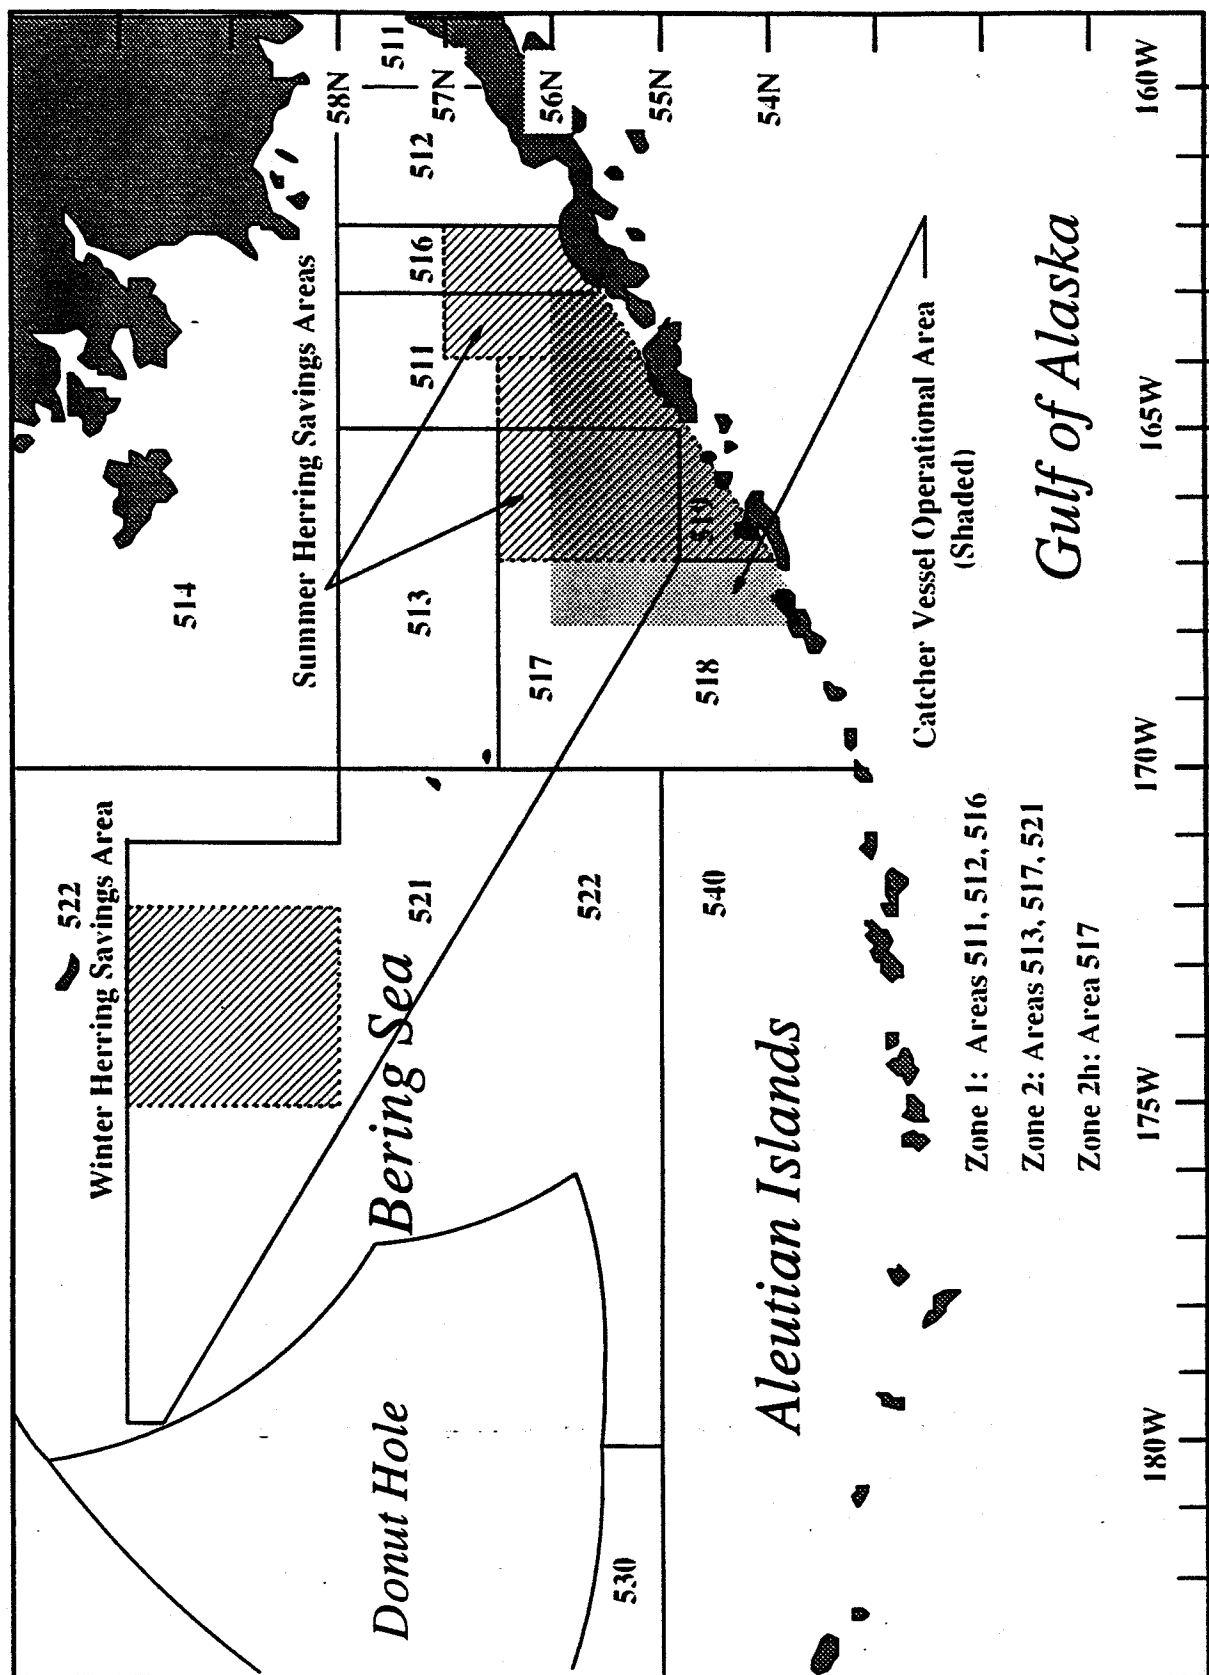 522
Winter Herring Savings Area
514
Summer Herring Savings Areas
58N
511
57N
56N
55N
54N
512
516
511
513
517
518
519
521
522
540
530
Bering Sea
Donut Hole
Aleutian Islands
Gulf of Alaska
Catcher Vessel Operational Area
(Shaded)
Zone 1: Areas 511, 512, 516
Zone 2: Areas 513, 517, 521
Zone 2h: Area 517
180W
175W
170W
165W
160W